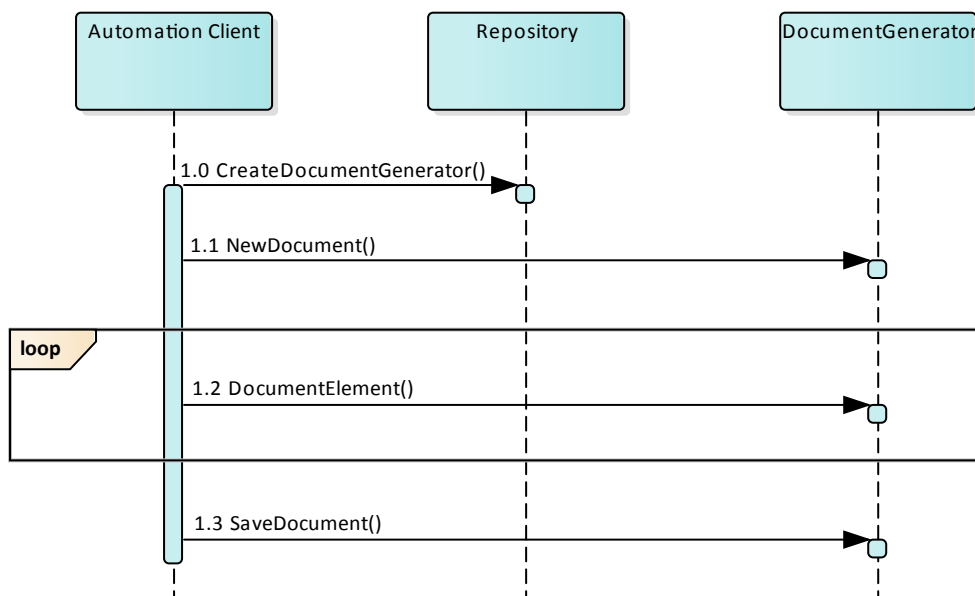 Automation Client
Repository
DocumentGenerator
1.0 CreateDocumentGenerator()
1.1 NewDocument()
loop
1.2 DocumentElement()
1.3 SaveDocument()